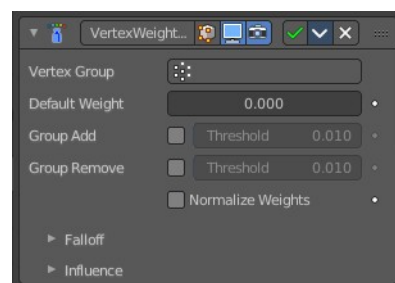 VertexWeight...
Vertex Group
Default Weight 0.000
Group Add Threshold 0.010
Group Remove Threshold 0.010
Normalize Weights
Falloff
Influence